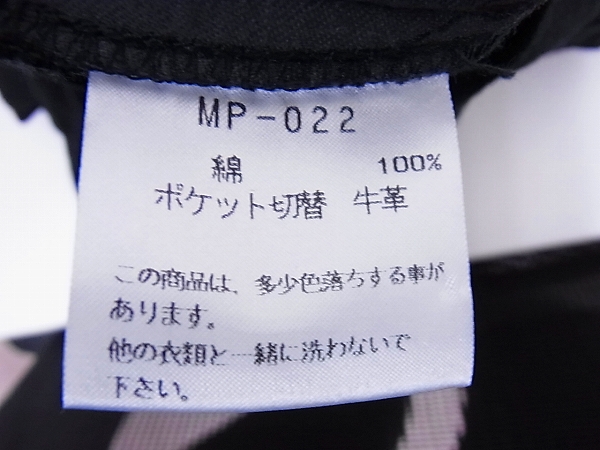 MP-022
綿 100%
ポケット切替 牛革
この商品は、多少色落ちする事が
あります。
他の衣類と一緒に洗わないで
下さい。